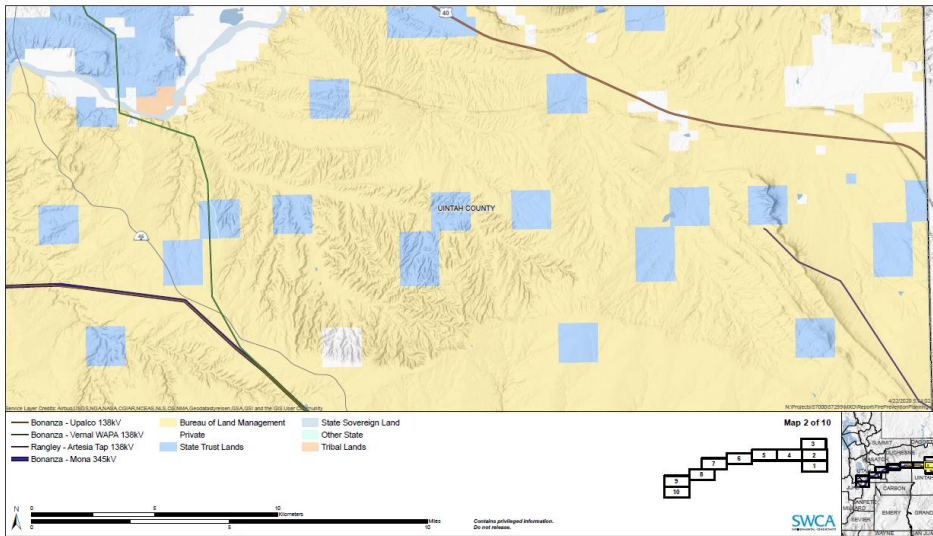 40
UINTAH COUNTY
45
Service Layer Credits: Airbus,USGS,NGA,NASA,CGIAR,NCEAS,NLS,OS,NMA,Geodatastyrelsen,GSA,GSI and the GIS User Community
Bonanza - Upalco 138kV
Bonanza - Vernal WAPA 138kV
Rangley - Artesia Tap 138kV
Bonanza - Mona 345kV
Bureau of Land Management
Private
State Trust Lands
State Sovereign Land
Other State
Tribal Lands
Map 2 of 10
3
6 5 4 2
7 1
8
9
10
0 5 10
Kilometers
0 5 10
Miles
N
Contains privileged information.
Do not release.
SWCA
ENVIRONMENTAL CONSULTANTS
SUMMIT
DUCHESNE
UINTAH
CARBON
EMERY
GRAND
SEVIER
WAYNE